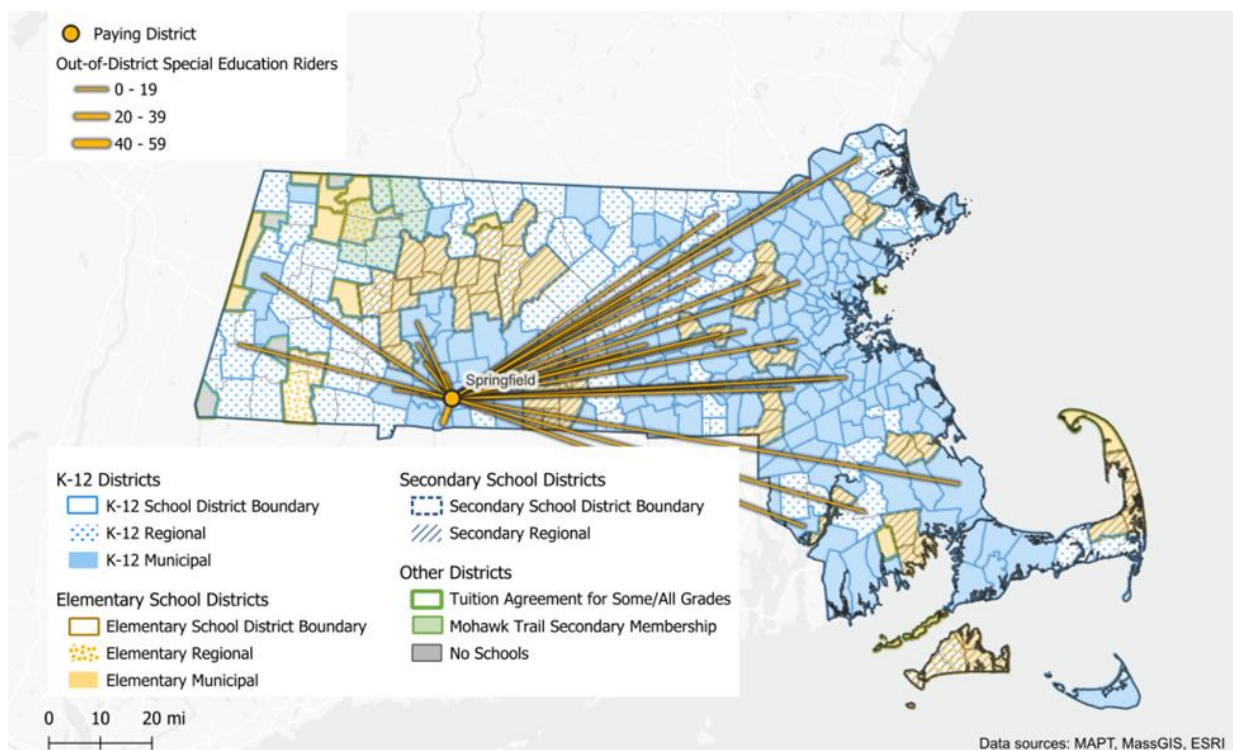 Paying District
Out-of-District Special Education Riders
0 - 19
20 - 39
40 - 59
Springfield
K-12 Districts
K-12 School District Boundary
K-12 Regional
K-12 Municipal
Elementary School Districts
Elementary School District Boundary
Elementary Regional
Elementary Municipal
Secondary School Districts
Secondary School District Boundary
Secondary Regional
Other Districts
Tuition Agreement for Some/All Grades
Mohawk Trail Secondary Membership
No Schools
0 10 20 mi
Data sources: MAPT, MassGIS, ESRI